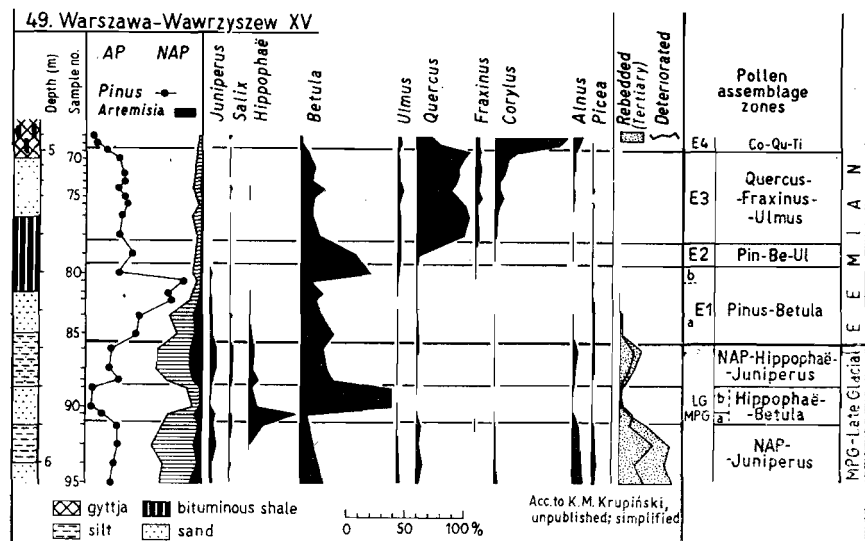 49. Warszawa-Wawrzyszew XV
Depth (m)
Sample no.
AP NAP
Pinus
Artemisia
Juniperus
Salix
Hippophaë
Betula
Ulmus
Quercus
Fraxinus
Corylus
Alnus
Picea
Rebedded
(Tertiary)
Deteriorated
Pollen
assemblage
zones
5
6
70
75
80
85
90
95
E4 Co-Qu-Ti
E3 Quercus-
-Fraxinus-
-Ulmus
E2 Pin-Be-Ul
b
E1
a
Pinus-Betula
NAP-Hippophaë-
-Juniperus
LG
MPG
b
a
Hippophaë-
-Betula
NAP-
-Juniperus
EEMIAN
MPG-Late Glacial
gyttja
bituminous shale
silt
sand
0 50 100%
Acc. to K.M. Krupiński,
unpublished; simplified